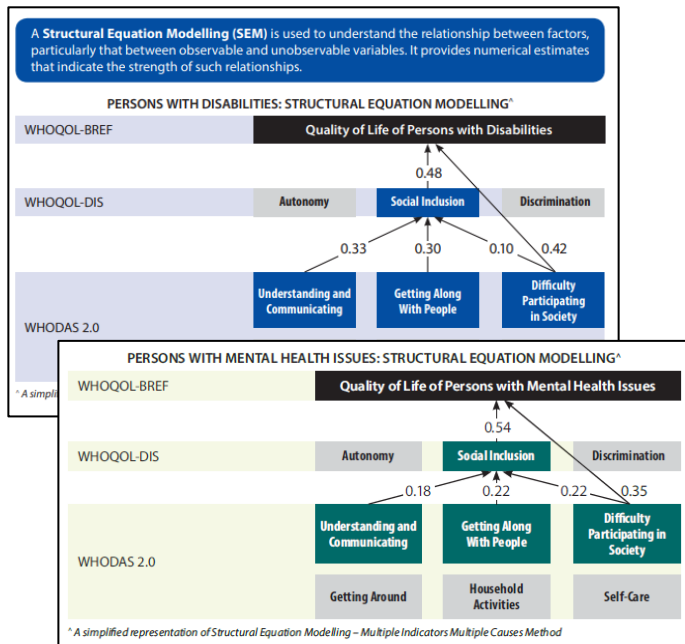 A Structural Equation Modelling (SEM) is used to understand the relationship between factors,
particularly that between observable and unobservable variables. It provides numerical estimates
that indicate the strength of such relationships.
PERSONS WITH DISABILITIES: STRUCTURAL EQUATION MODELLING^
WHOQOL-BREF
Quality of Life of Persons with Disabilities
0.48
WHOQOL-DIS
Autonomy
Social Inclusion
Discrimination
0.33
0.30
0.10
0.42
WHODAS 2.0
Understanding and
Communicating
Getting Along
With People
Difficulty
Participating
in Society
^ A simplifi
PERSONS WITH MENTAL HEALTH ISSUES: STRUCTURAL EQUATION MODELLING^
WHOQOL-BREF
Quality of Life of Persons with Mental Health Issues
0.54
WHOQOL-DIS
Autonomy
Social Inclusion
Discrimination
0.18
0.22
0.22
0.35
WHODAS 2.0
Understanding and
Communicating
Getting Along
With People
Difficulty
Participating in
Society
Getting Around
Household
Activities
Self-Care
^ A simplified representation of Structural Equation Modelling – Multiple Indicators Multiple Causes Method